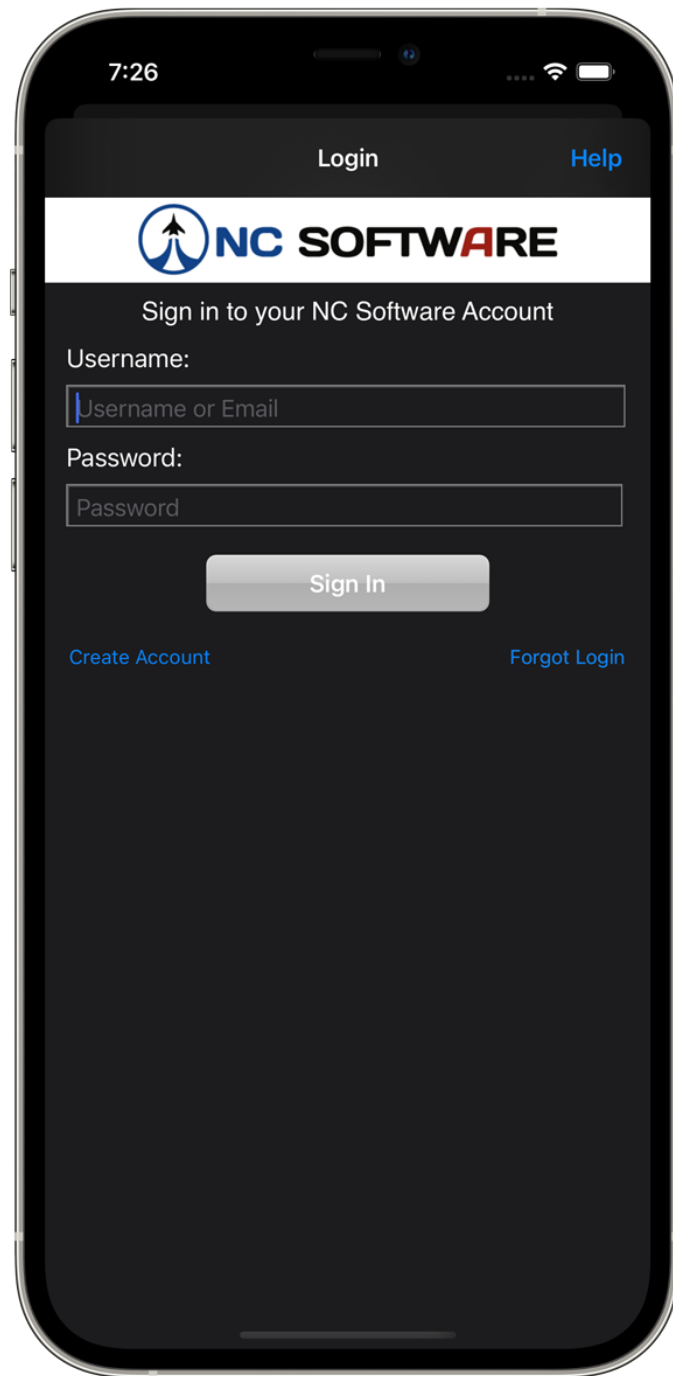 7:26
Login Help
NC SOFTWARE
Sign in to your NC Software Account
Username:
Username or Email
Password:
Password
Sign In
Create Account Forgot Login